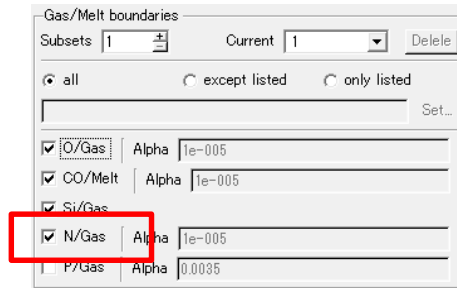 Gas/Melt boundaries
Subsets 1 Current 1 Delele
all except listed only listed
Set...
O/Gas Alpha 1e-005
CO/Melt Alpha 1e-005
Si/Gas
N/Gas Alpha 1e-005
P/Gas Alpha 0.0035